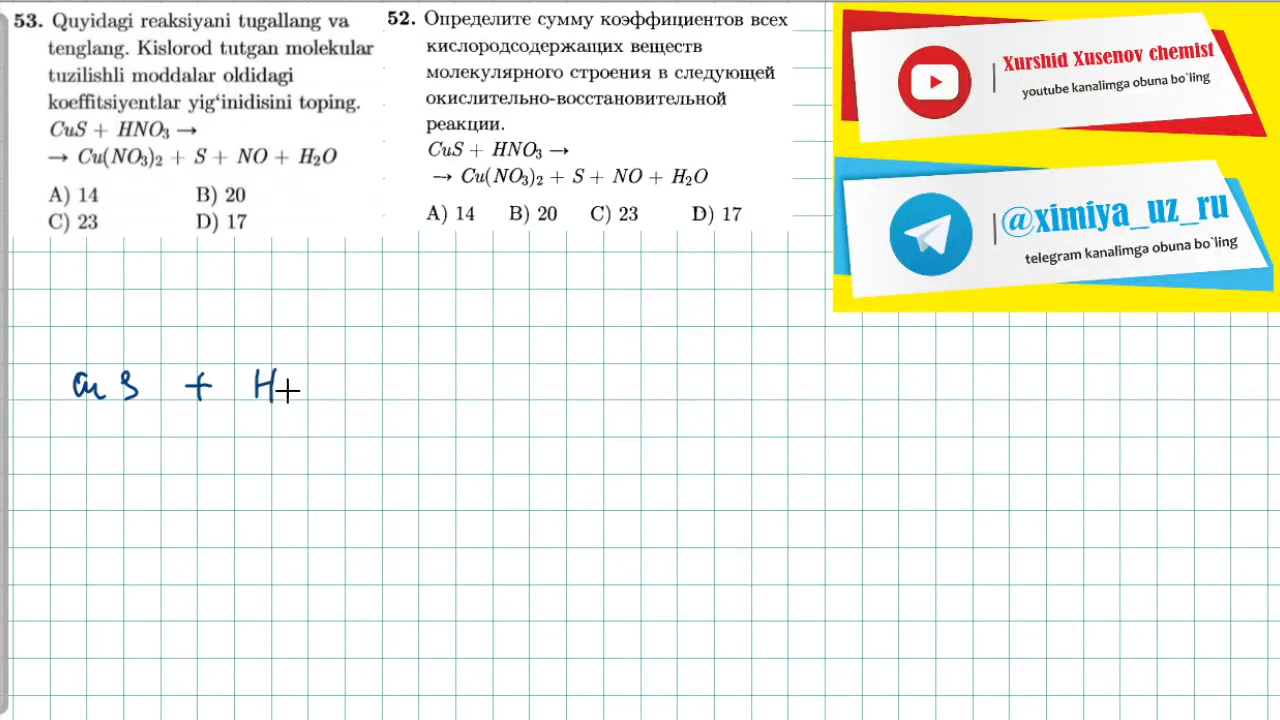 53. Quyidagi reaksiyani tugallang va
tenglang. Kislorod tutgan molekular
tuzilishli moddalar oldidagi
koeffitsiyentlar yig‘inidisini toping.
CuS + HNO₃ →
→ Cu(NO₃)₂ + S + NO + H₂O
A) 14 B) 20
C) 23 D) 17
52. Определите сумму коэффициентов всех
кислородсодержащих веществ
молекулярного строения в следующей
окислительно-восстановительной
реакции.
CuS + HNO₃ →
→ Cu(NO₃)₂ + S + NO + H₂O
A) 14 B) 20 C) 23 D) 17
Xurshid Xusenov chemist
youtube kanalimga obuna bo`ling
@ximiya_uz_ru
telegram kanalimga obuna bo`ling
CuS + H